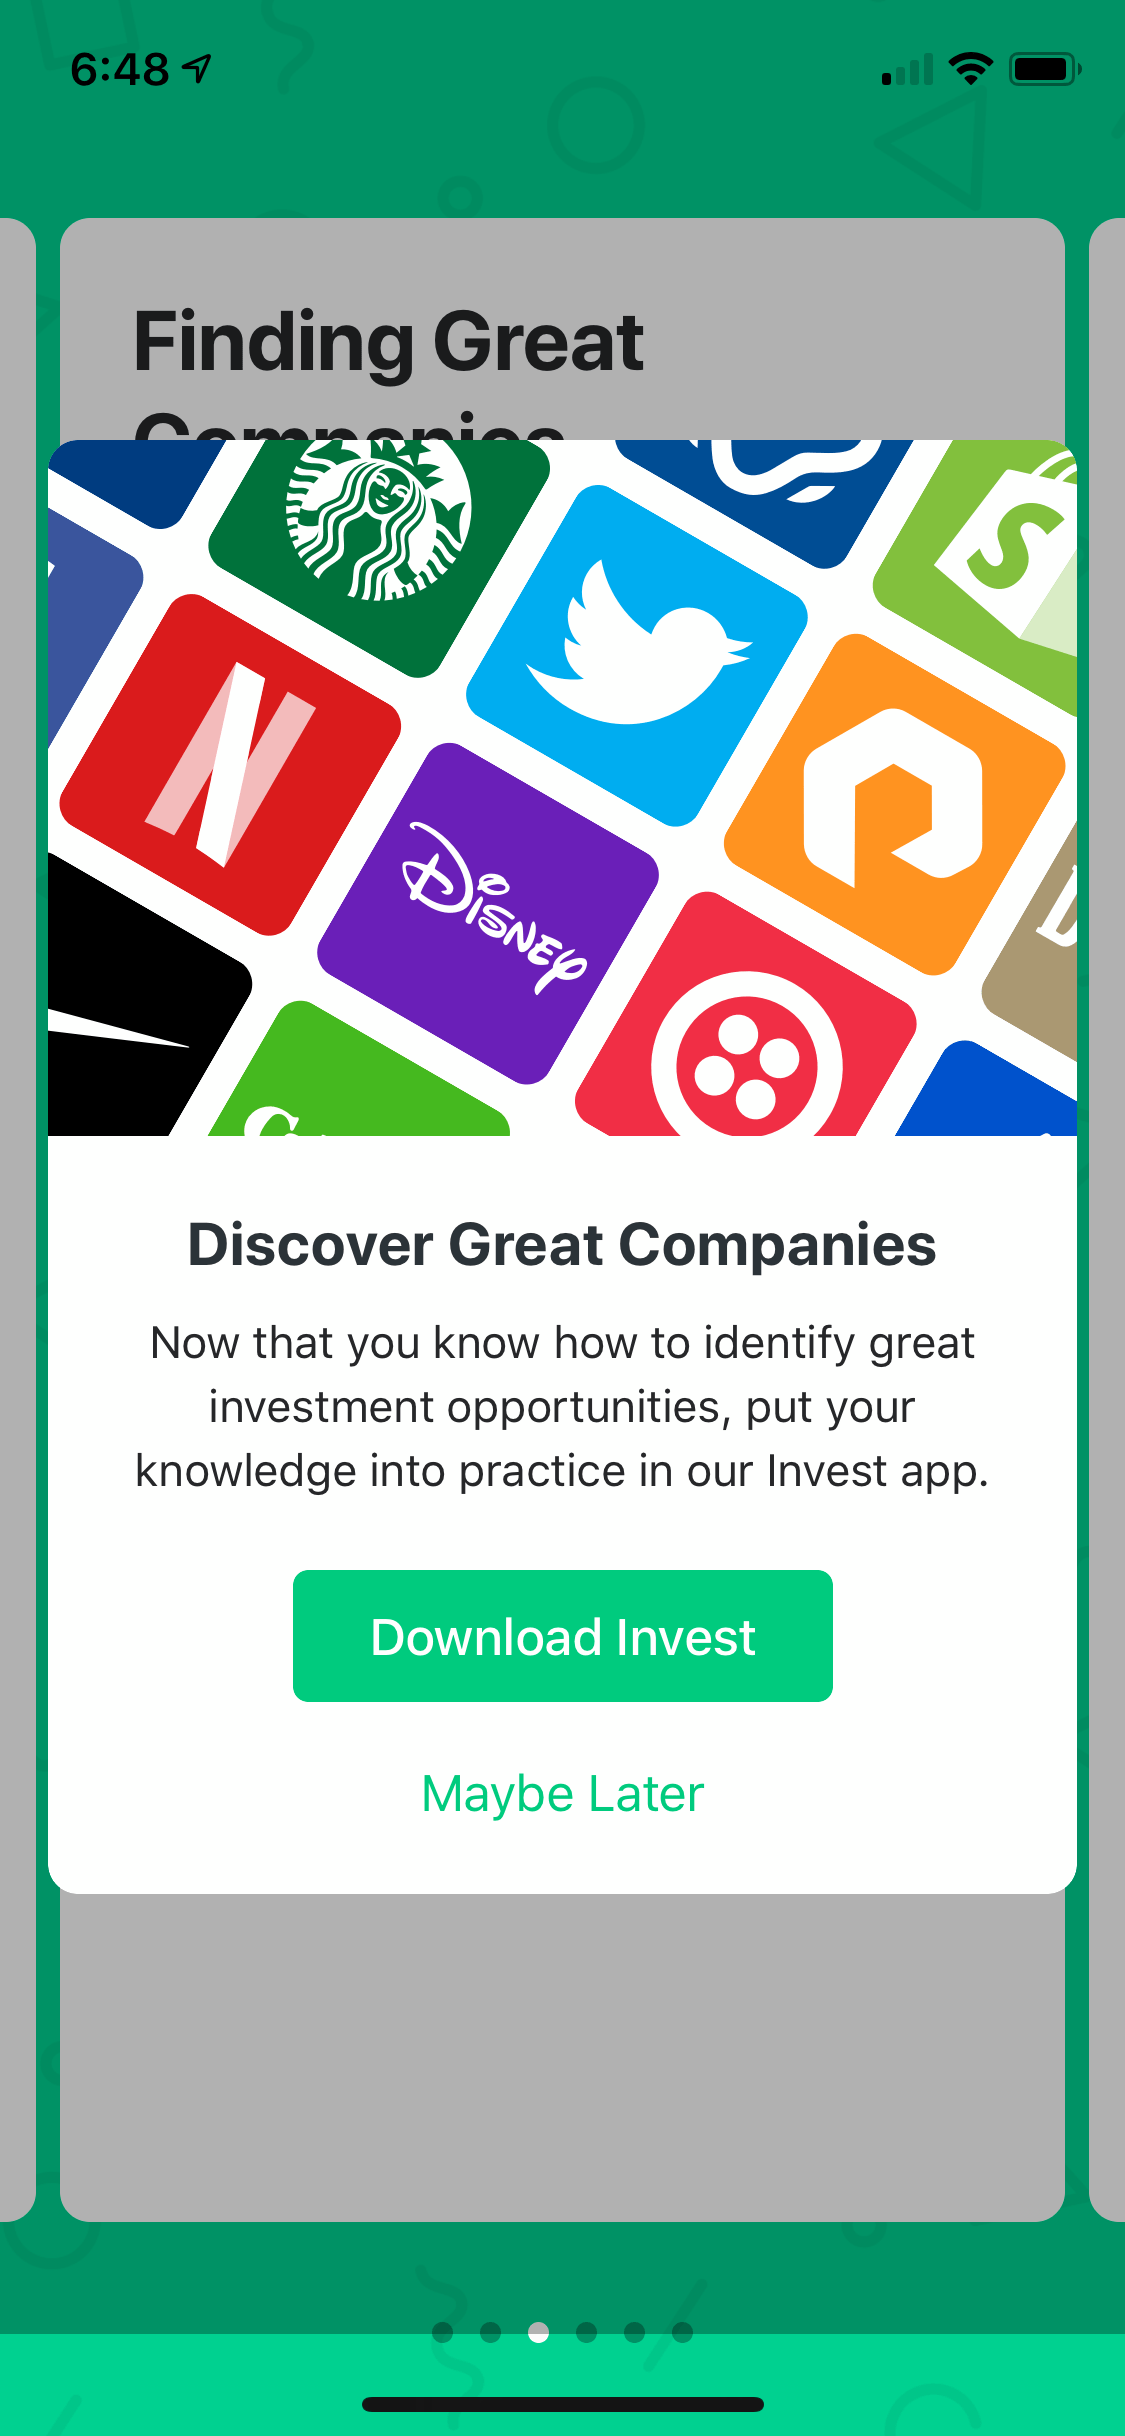 6:48
Finding Great
Companies
N
DISNEY
S
Discover Great Companies
Now that you know how to identify great
investment opportunities, put your
knowledge into practice in our Invest app.
Download Invest
Maybe Later